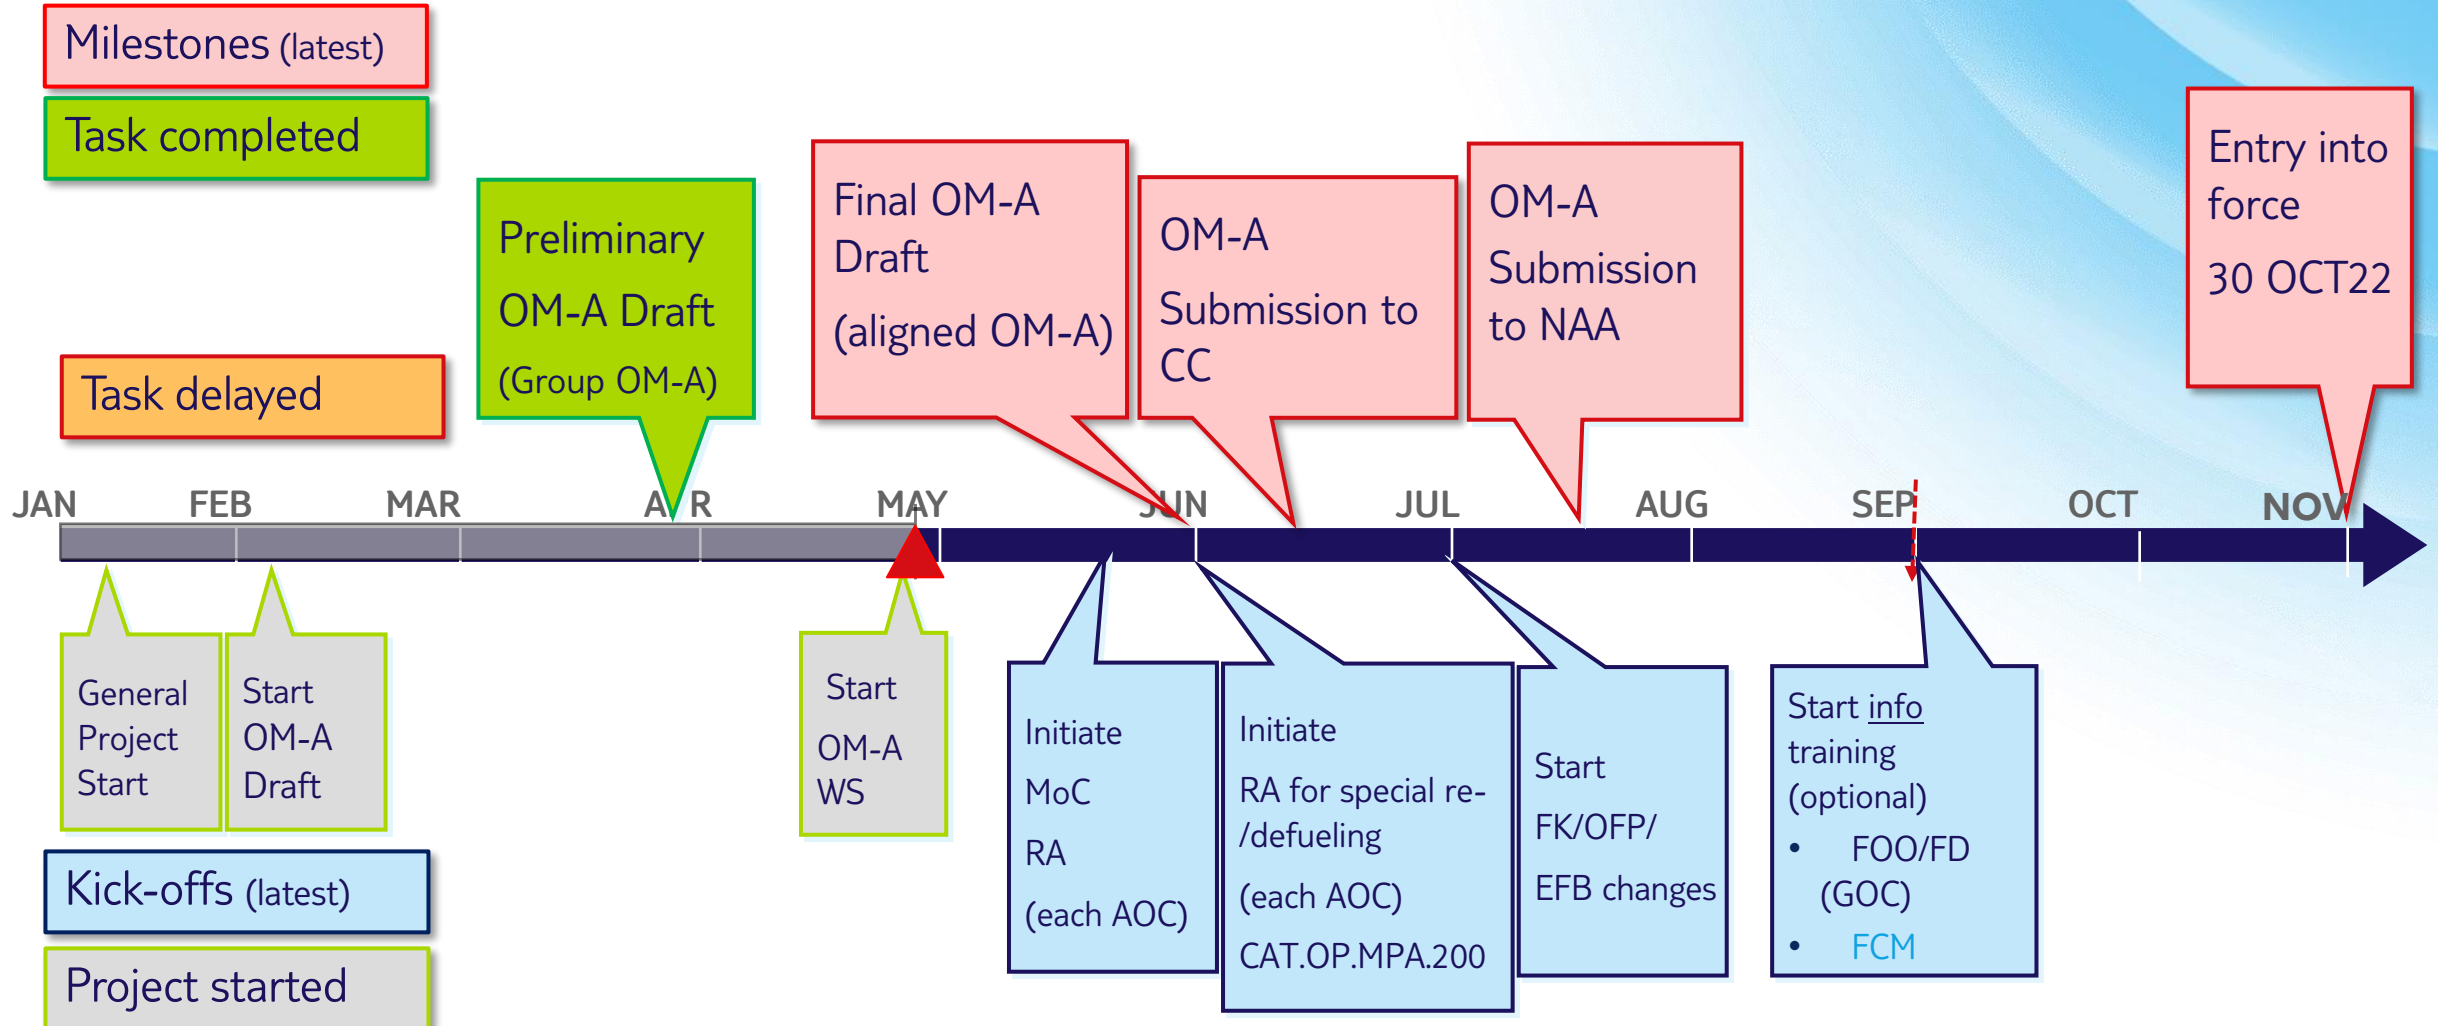 Milestones (latest)
Task completed
Task delayed
Preliminary
OM-A Draft
(Group OM-A)
Final OM-A
Draft
(aligned OM-A)
OM-A
Submission to
CC
OM-A
Submission
to NAA
Entry into
force
30 OCT22
JAN
FEB
MAR
APR
MAY
JUN
JUL
AUG
SEP
OCT
NOV
General
Project
Start
Start
OM-A
Draft
Start
OM-A
WS
Initiate
MoC
RA
(each AOC)
Initiate
RA for special re-
/defueling
(each AOC)
CAT.OP.MPA.200
Start
FK/OFP/
EFB changes
Start info
training
(optional)
• FOO/FD
(GOC)
• FCM
Kick-offs (latest)
Project started